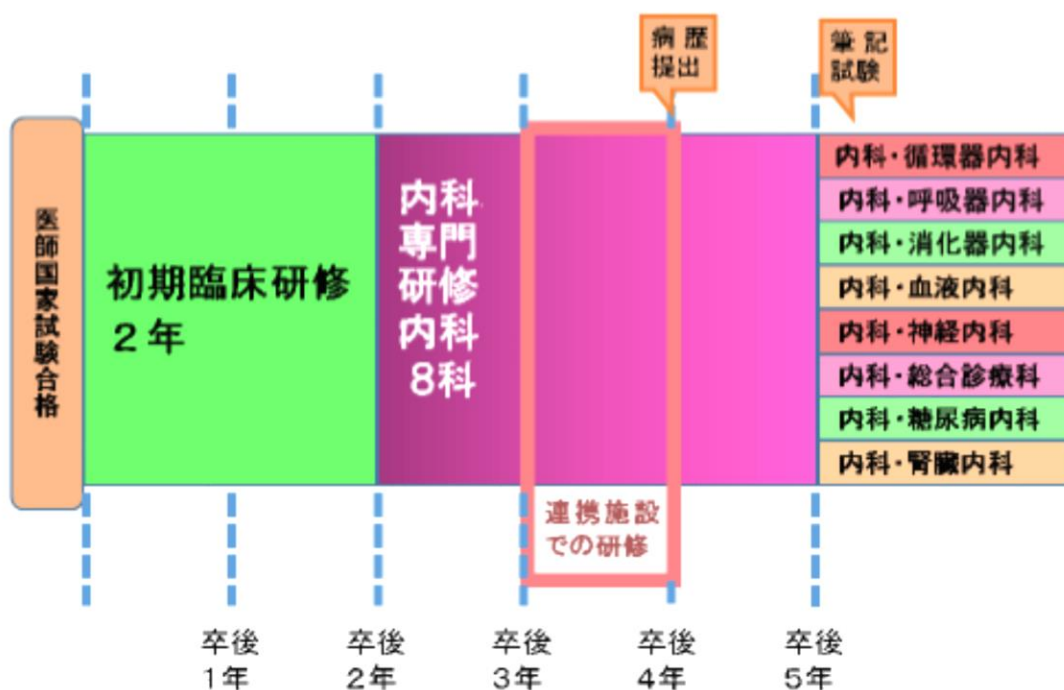 病歴
提出
筆記
試験
医師国家試験合格
初期臨床研修
２年
内科
専門
研修
内科
８科
内科・循環器内科
内科・呼吸器内科
内科・消化器内科
内科・血液内科
内科・神経内科
内科・総合診療科
内科・糖尿病内科
内科・腎臓内科
連携施設
での研修
卒後
1年
卒後
2年
卒後
3年
卒後
4年
卒後
5年